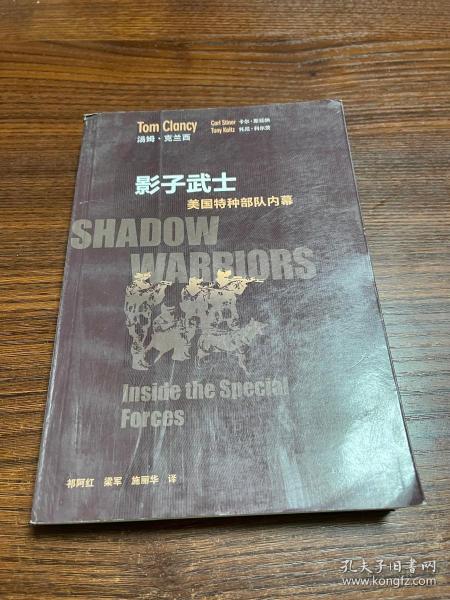 Tom Clancy
汤姆·克兰西
Carl Stiner 卡尔·斯廷纳
Tony Koltz 托尼·科尔茨
影子武士
美国特种部队内幕
SHADOW
WARRIORS
Inside the Special
Forces
祁阿红 梁军 施丽华 译
孔夫子旧书网
www.kongfz.com